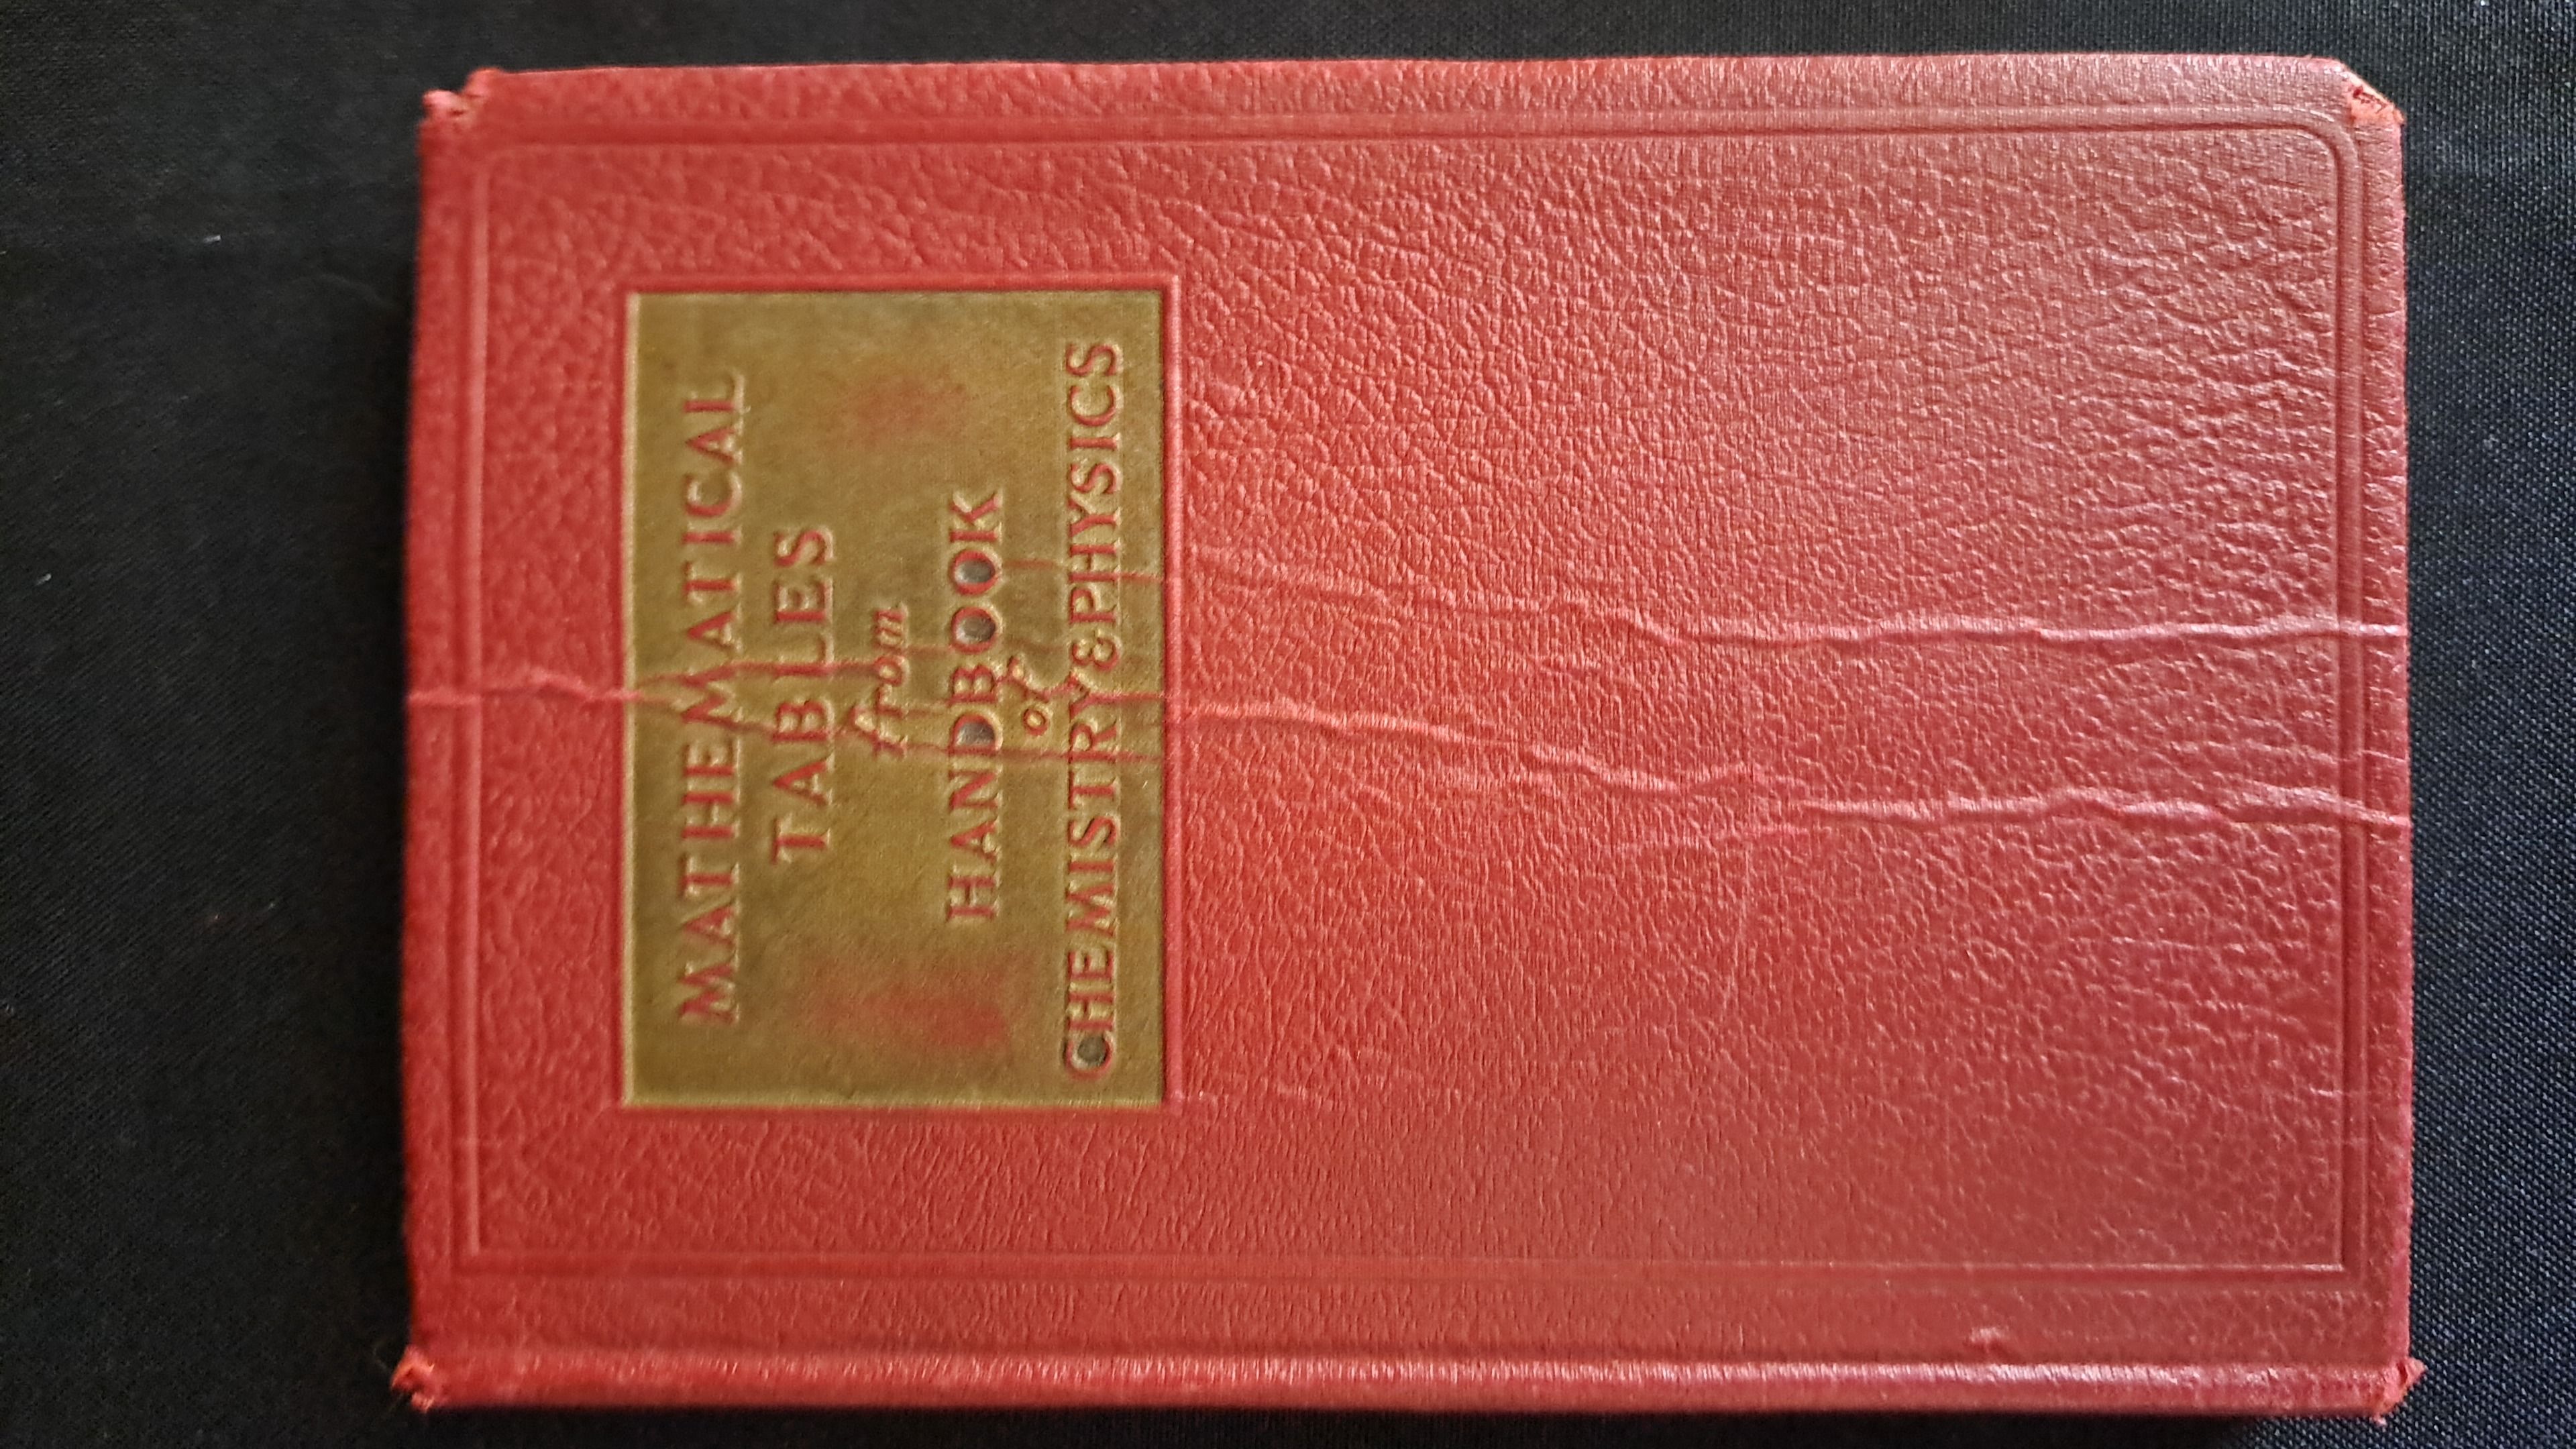 MATHEMATICAL
TABLES
from
HANDBOOK
of
CHEMISTRY & PHYSICS